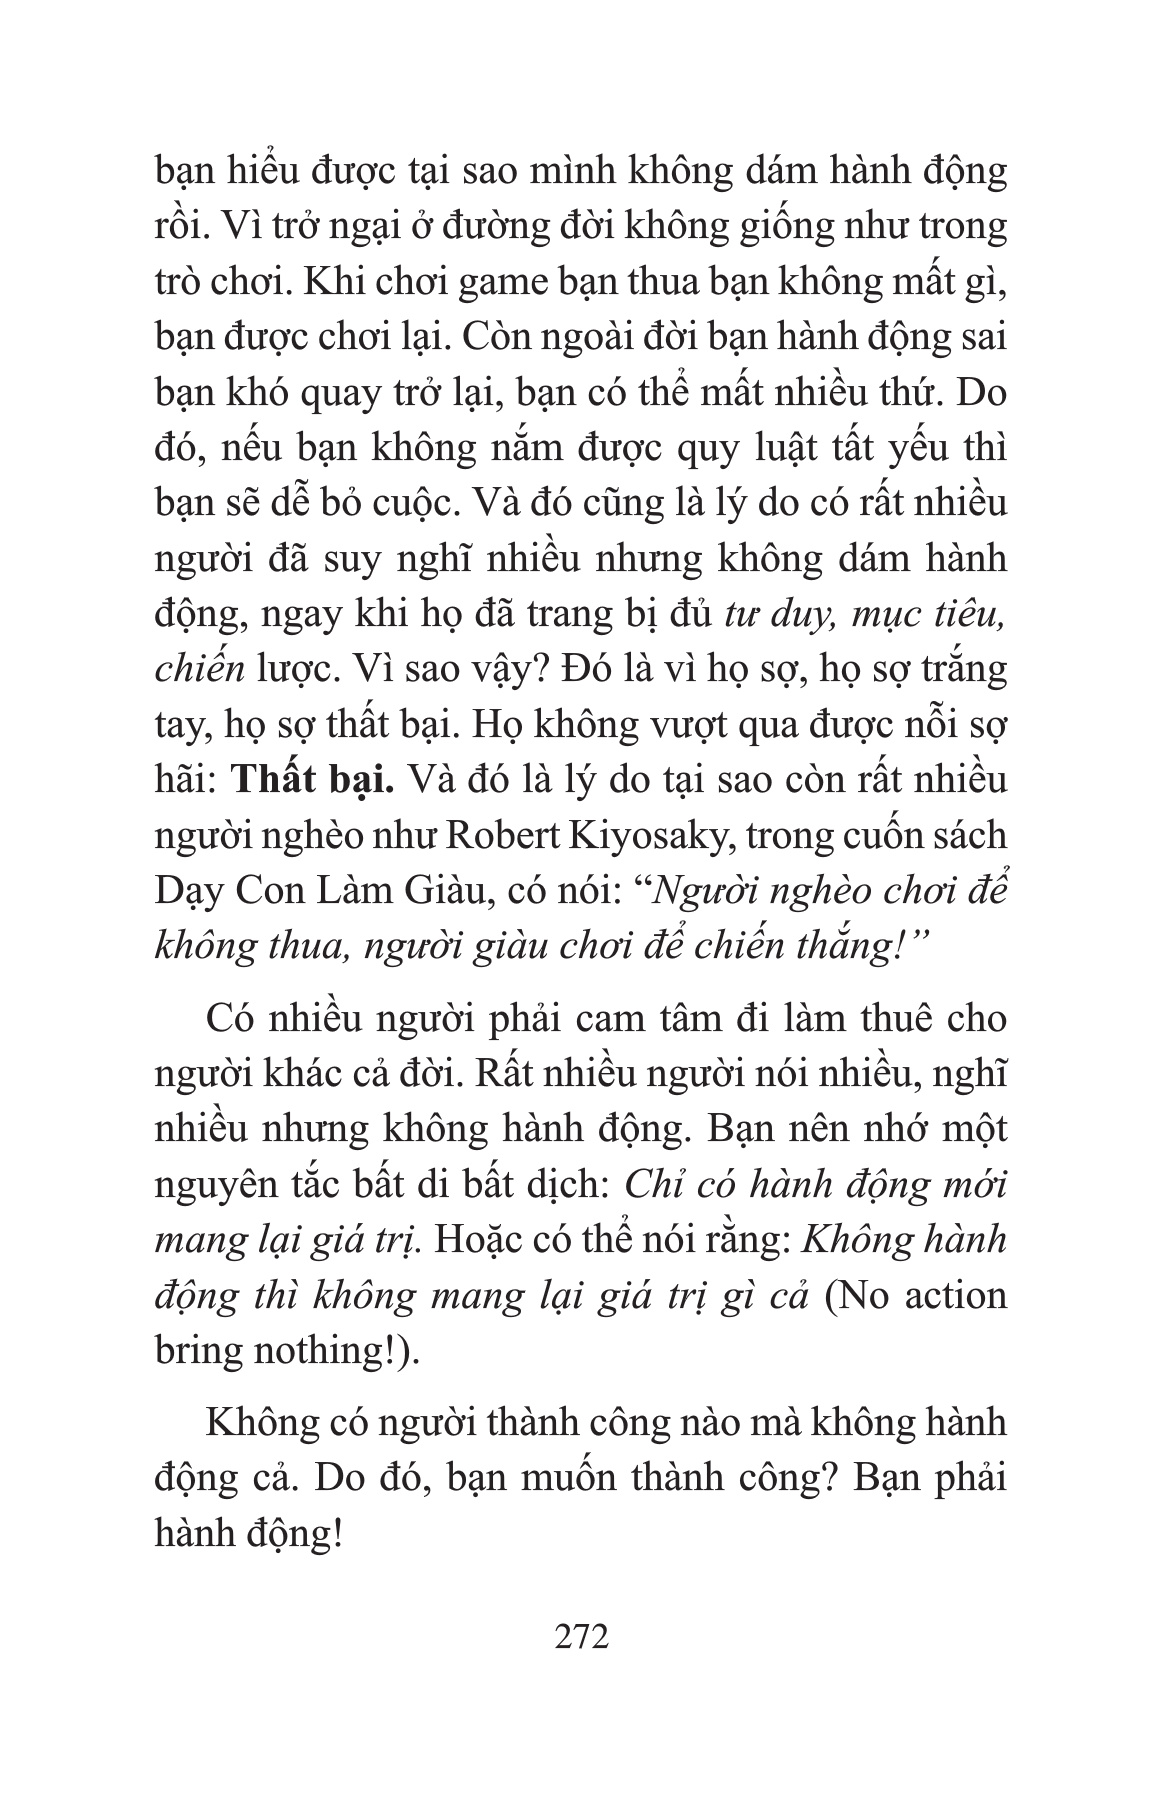 bạn hiểu được tại sao mình không dám hành động
rồi. Vì trở ngại ở đường đời không giống như trong
trò chơi. Khi chơi game bạn thua bạn không mất gì,
bạn được chơi lại. Còn ngoài đời bạn hành động sai
bạn khó quay trở lại, bạn có thể mất nhiều thứ. Do
đó, nếu bạn không nắm được quy luật tất yếu thì
bạn sẽ dễ bỏ cuộc. Và đó cũng là lý do có rất nhiều
người đã suy nghĩ nhiều nhưng không dám hành
động, ngay khi họ đã trang bị đủ tư duy, mục tiêu,
chiến lược. Vì sao vậy? Đó là vì họ sợ, họ sợ trắng
tay, họ sợ thất bại. Họ không vượt qua được nỗi sợ
hãi: Thất bại. Và đó là lý do tại sao còn rất nhiều
người nghèo như Robert Kiyosaky, trong cuốn sách
Dạy Con Làm Giàu, có nói: “Người nghèo chơi để
không thua, người giàu chơi để chiến thắng!”
Có nhiều người phải cam tâm đi làm thuê cho
người khác cả đời. Rất nhiều người nói nhiều, nghĩ
nhiều nhưng không hành động. Bạn nên nhớ một
nguyên tắc bất di bất dịch: Chỉ có hành động mới
mang lại giá trị. Hoặc có thể nói rằng: Không hành
động thì không mang lại giá trị gì cả (No action
bring nothing!).
Không có người thành công nào mà không hành
động cả. Do đó, bạn muốn thành công? Bạn phải
hành động!
272